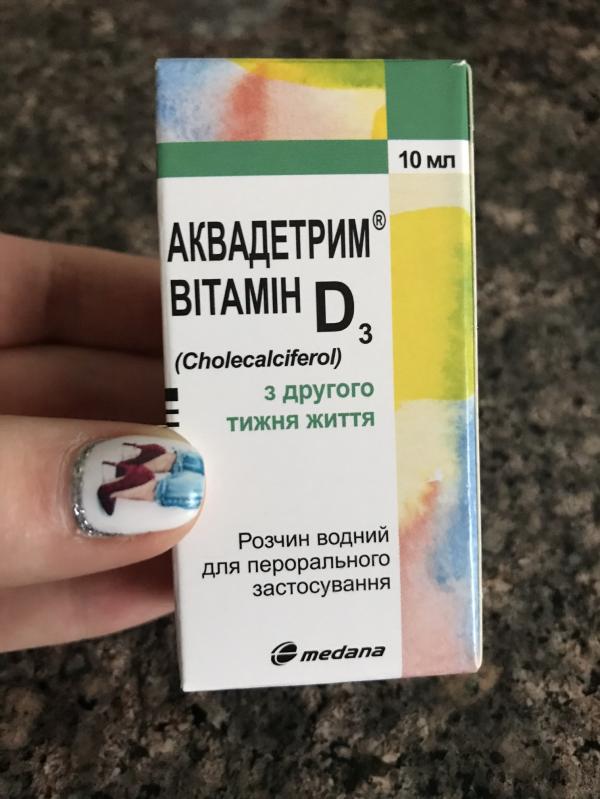 10 мл
АКВАДЕТРИМ®
ВІТАМІН D3
(Cholecalciferol)
з другого
тижня життя
Розчин водний
для перорального
застосування
medana